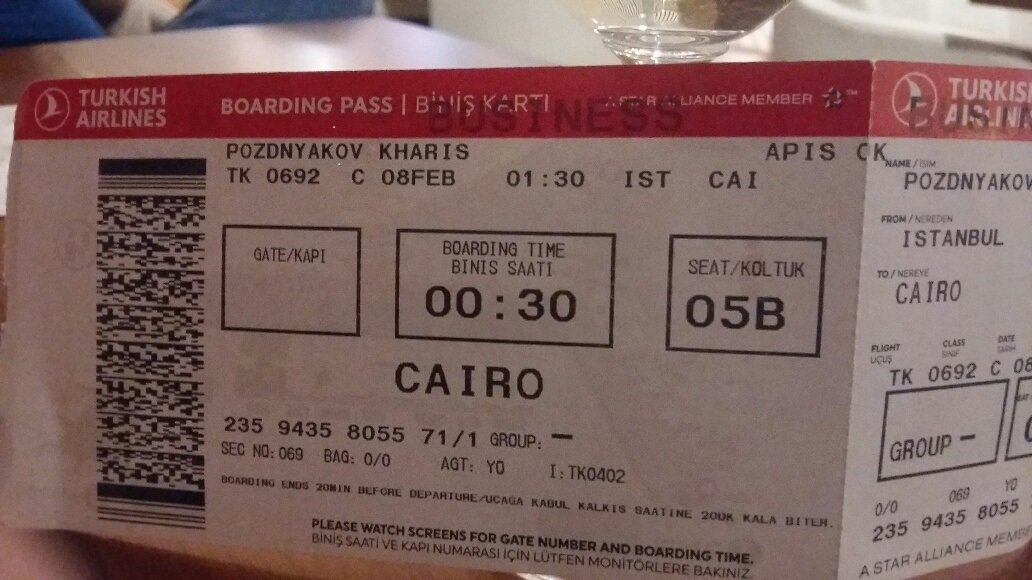 TURKISH AIRLINES
BOARDING PASS | BİNİŞ KARTI
BUSINESS
A STAR ALLIANCE MEMBER
POZDNYAKOV KHARIS APIS OK
TK 0692 C 08FEB 01:30 IST CAI
GATE/KAPI
BOARDING TIME
BINIS SAATI
00:30
SEAT/KOLTUK
05B
CAIRO
235 9435 8055 71/1 GROUP: —
SEC NO:069 BAG: 0/0 AGT: YO I:TK0402
BOARDING ENDS 20MIN BEFORE DEPARTURE/UCAGA KABUL KALKIS SAATINE 20DK KALA BITER.
PLEASE WATCH SCREENS FOR GATE NUMBER AND BOARDING TIME.
BİNİŞ SAATİ VE KAPI NUMARASI İÇİN LÜTFEN MONİTÖRLERE BAKINIZ.
NAME / İSİM
POZDNYAKOV
FROM / NEREDEN
ISTANBUL
TO / NEREYE
CAIRO
FLIGHT CLASS DATE
UÇUŞ SINIF TARİH
TK 0692 C 08
GROUP —
0/0 069 YO
235 9435 8055
A STAR ALLIANCE MEMBE